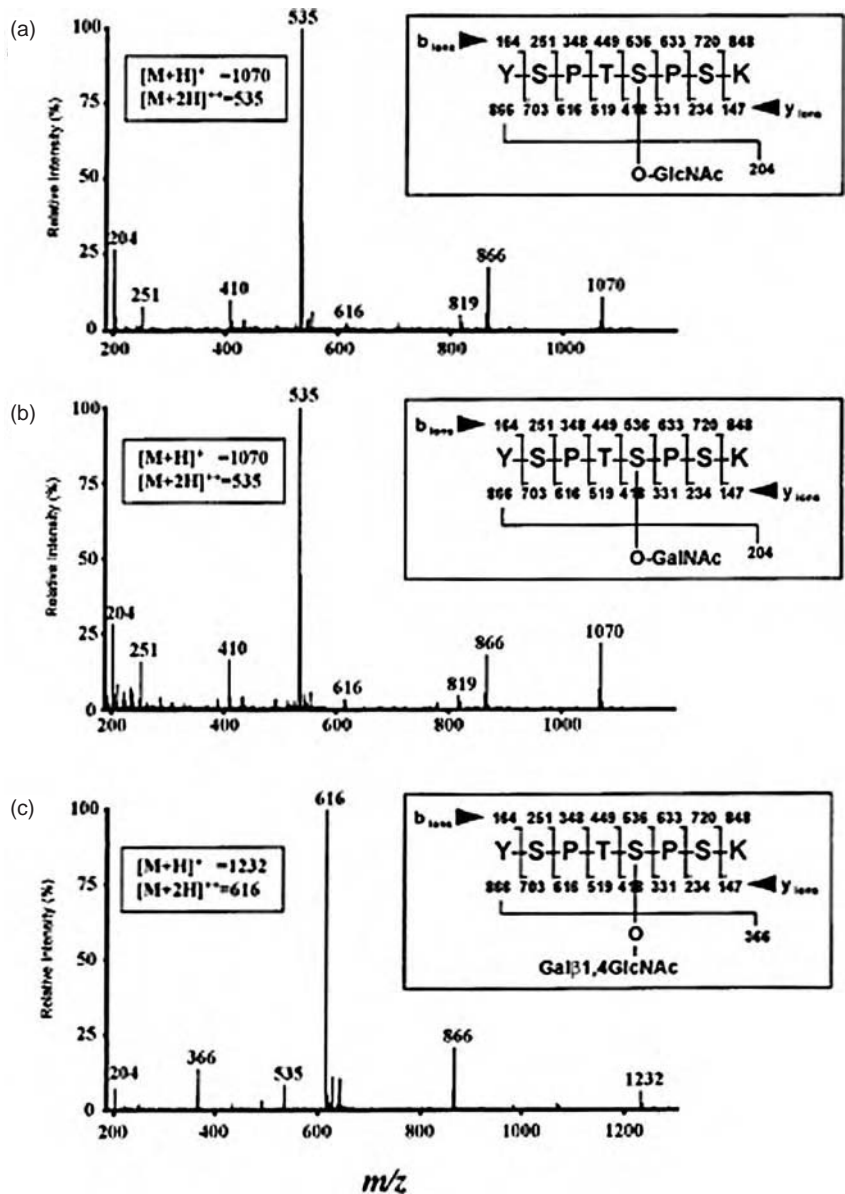 (a)
100
75
50
25
0
Relative Intensity (%)
[M+H]⁺ =1070
[M+2H]⁺⁺=535
535
204
251
410
616
819
866
1070
200 400 600 800 1000
b ions 164 251 348 449 536 633 720 848
Y-S-P-T-S-P-S-K
866 703 616 519 418 331 234 147 y ions
204
O-GlcNAc
(b)
100
75
50
25
0
Relative Intensity (%)
[M+H]⁺ =1070
[M+2H]⁺⁺=535
535
204
251
410
616
819
866
1070
200 400 600 800 1000
b ions 164 251 348 449 536 633 720 848
Y-S-P-T-S-P-S-K
866 703 616 519 418 331 234 147 y ions
204
O-GalNAc
(c)
100
75
50
25
0
Relative Intensity (%)
[M+H]⁺ =1232
[M+2H]⁺⁺=616
616
204
366
535
866
1232
200 400 600 800 1000 1200
b ions 164 251 348 449 536 633 720 848
Y-S-P-T-S-P-S-K
866 703 616 519 418 331 234 147 y ions
366
O
Galβ1,4GlcNAc
m/z